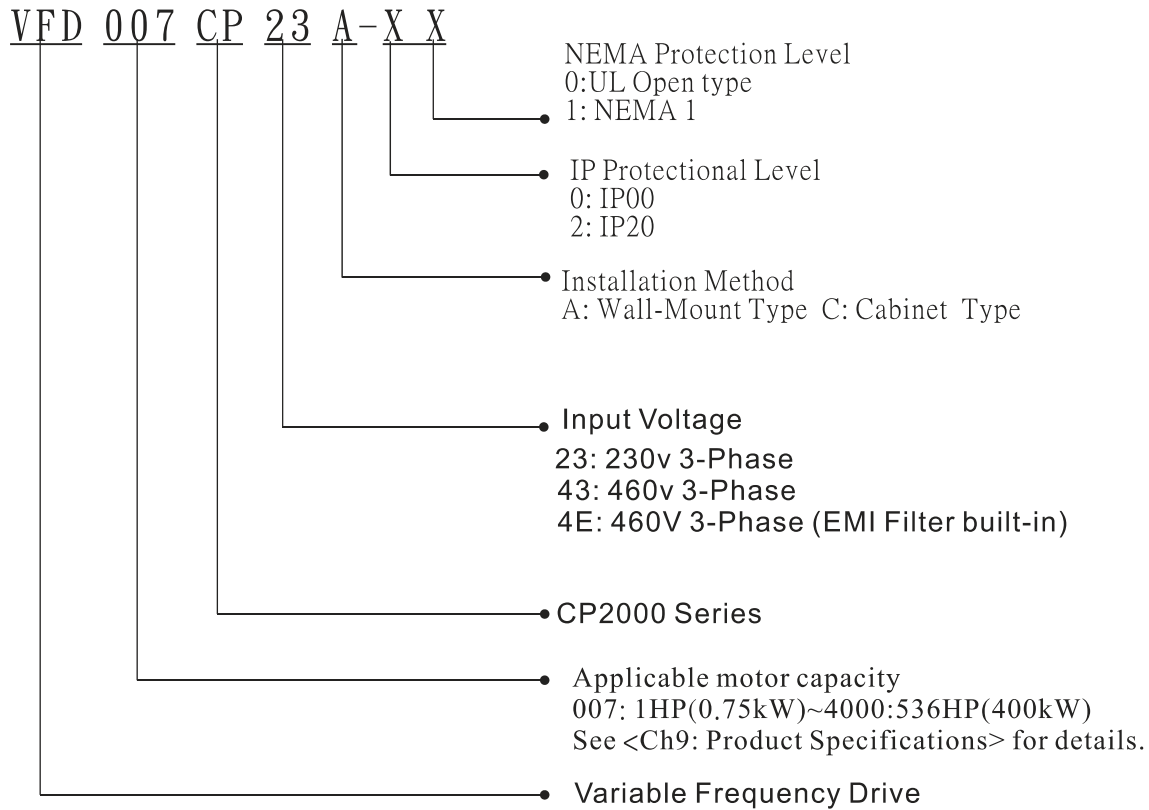 VFD 007 CP 23 A-X X
NEMA Protection Level
0:UL Open type
1: NEMA 1
IP Protectional Level
0: IP00
2: IP20
Installation Method
A: Wall-Mount Type C: Cabinet Type
Input Voltage
23: 230v 3-Phase
43: 460v 3-Phase
4E: 460V 3-Phase (EMI Filter built-in)
CP2000 Series
Applicable motor capacity
007: 1HP(0.75kW)~4000:536HP(400kW)
See <Ch9: Product Specifications> for details.
Variable Frequency Drive